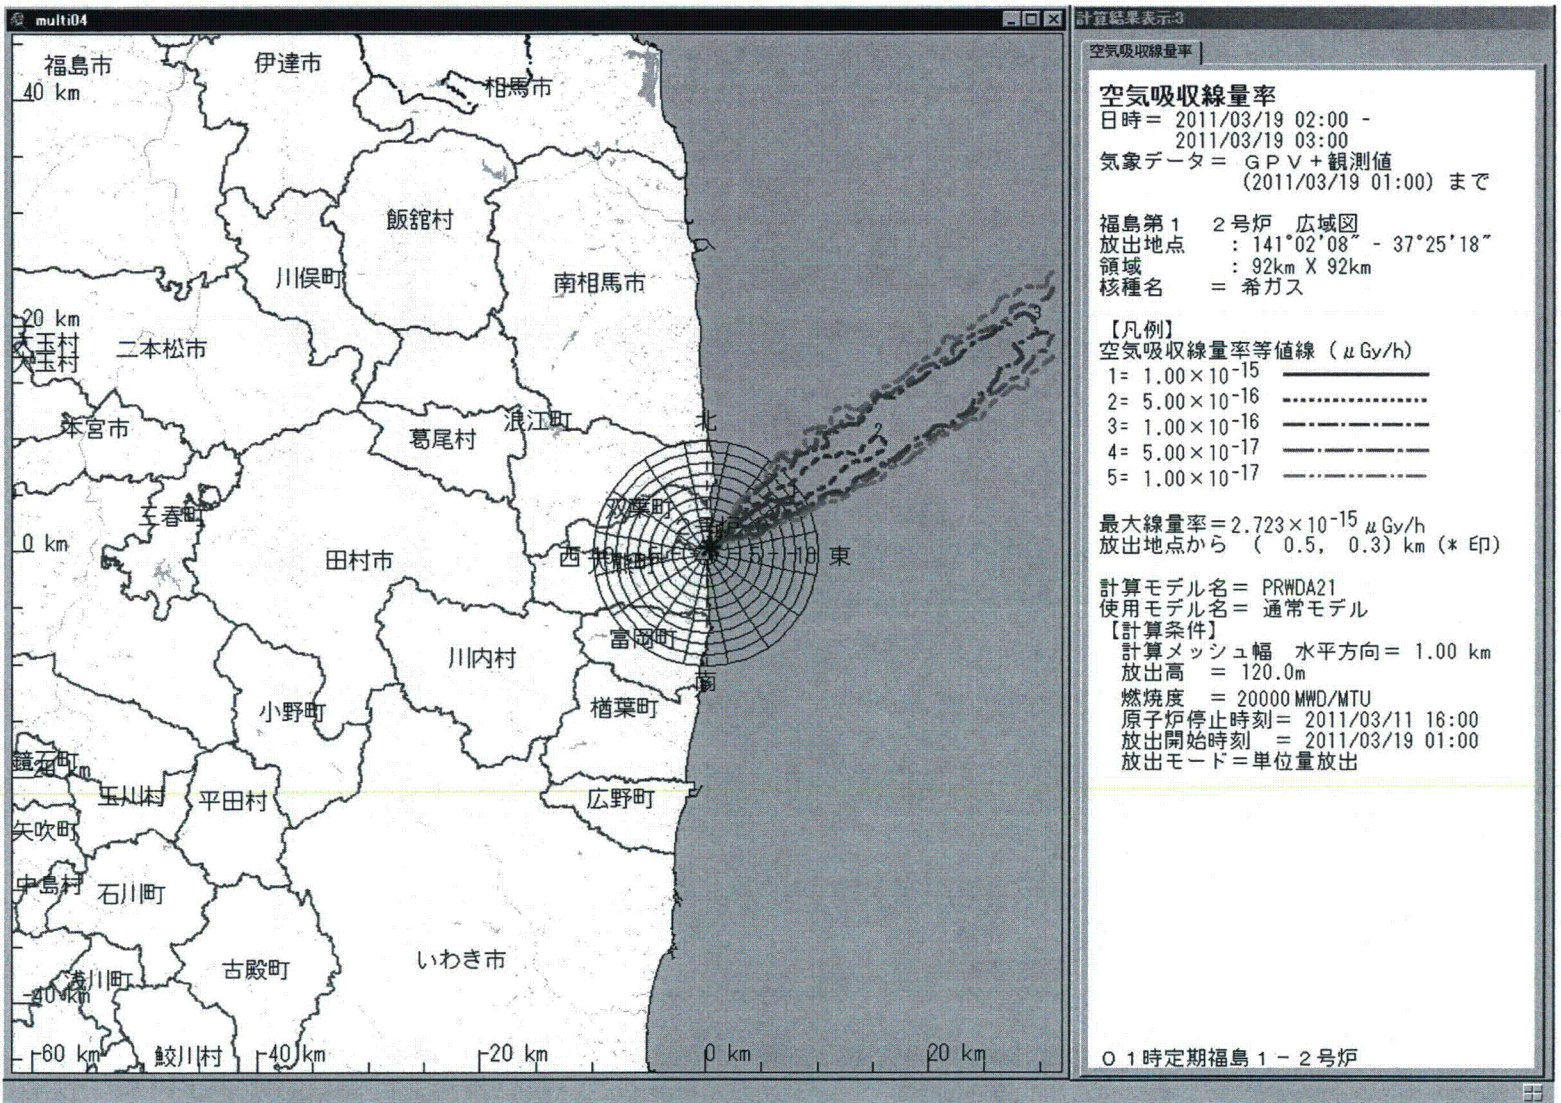 multi04
福島市
伊達市
相馬市
40 km
飯舘村
川俣町
南相馬市
20 km
大玉村
大玉村
二本松市
3
本宮市
葛尾村
浪江町
北
2
三春町
双葉町
0 km
田村市
西
10
東
富岡町
川内村
南
小野町
楢葉町
鏡石町
-20 km
玉川村
平田村
広野町
矢吹町
中島村
石川町
いわき市
古殿町
浅川町
-40 km
-60 km
鮫川村
-40 km
-20 km
0 km
20 km
計算結果表示:3
空気吸収線量率
空気吸収線量率
日時= 2011/03/19 02:00 -
2011/03/19 03:00
気象データ= GPV+観測値
(2011/03/19 01:00) まで
福島第1 2号炉 広域図
放出地点 : 141°02'08" - 37°25'18"
領域 : 92km X 92km
核種名 = 希ガス
【凡例】
空気吸収線量率等値線 (μGy/h)
1= 1.00×10-15
2= 5.00×10-16
3= 1.00×10-16
4= 5.00×10-17
5= 1.00×10-17
最大線量率=2.723×10-15 μGy/h
放出地点から ( 0.5, 0.3) km (* 印)
計算モデル名= PRWDA21
使用モデル名= 通常モデル
【計算条件】
計算メッシュ幅 水平方向= 1.00 km
放出高 = 120.0m
燃焼度 = 20000MWD/MTU
原子炉停止時刻= 2011/03/11 16:00
放出開始時刻 = 2011/03/19 01:00
放出モード=単位量放出
01時定期福島1-2号炉